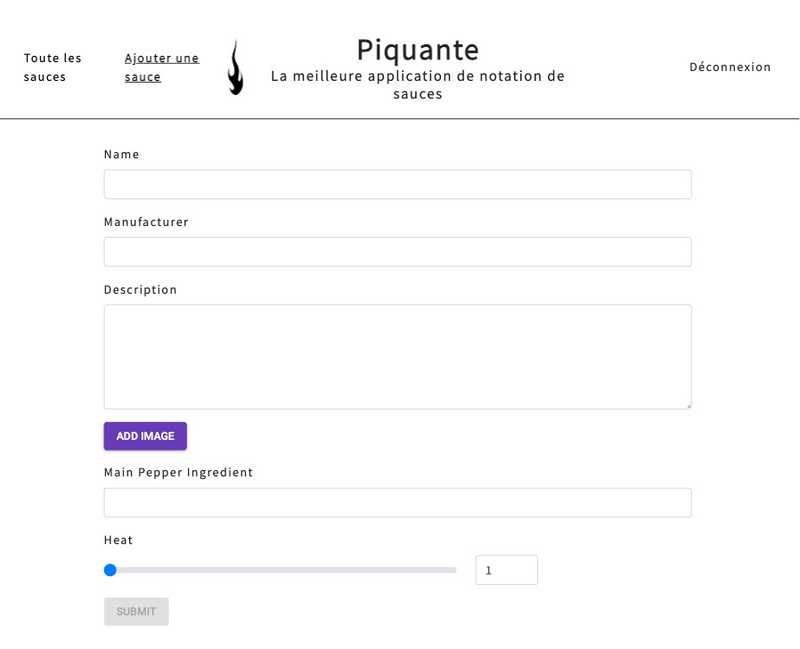 Toute les
sauces
Ajouter une
sauce
Piquante
La meilleure application de notation de
sauces
Déconnexion
Name
Manufacturer
Description
ADD IMAGE
Main Pepper Ingredient
Heat
1
SUBMIT